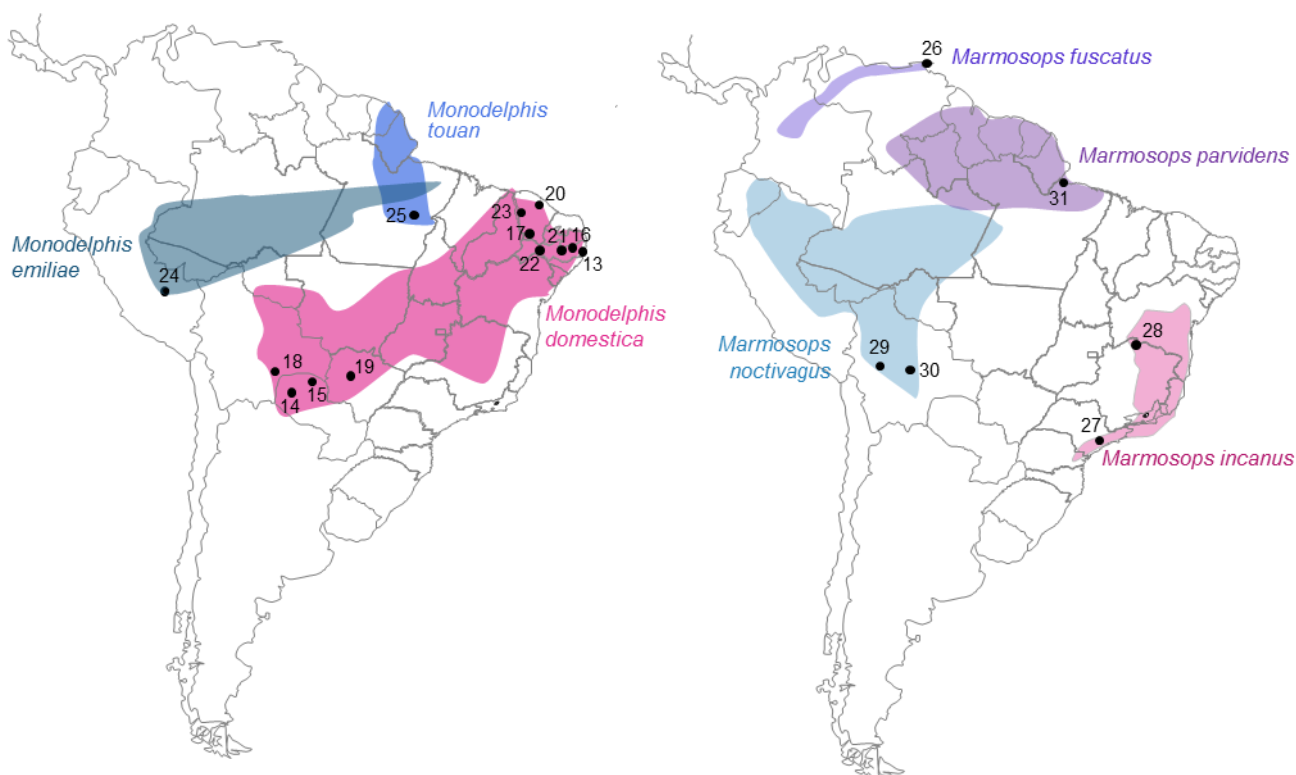 26
Marmosops fuscatus
Monodelphis
touan
Marmosops parvidens
20
23
25
31
17
21
16
Monodelphis
emiliae
22
13
24
Monodelphis
domestica
28
18
19
Marmosops
noctivagus
29
30
15
14
27
Marmosops incanus